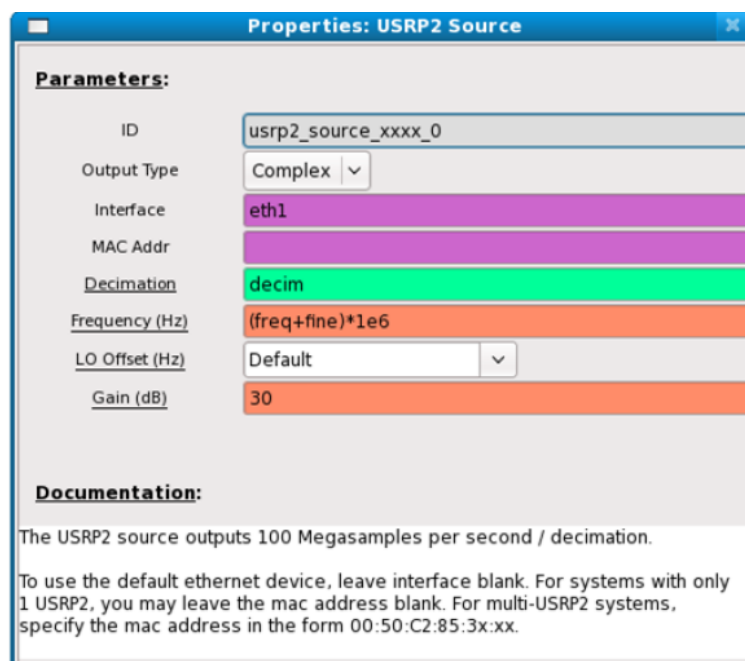 Properties: USRP2 Source
Parameters:
ID usrp2_source_xxxx_0
Output Type Complex
Interface eth1
MAC Addr
Decimation decim
Frequency (Hz) (freq+fine)*1e6
LO Offset (Hz) Default
Gain (dB) 30
Documentation:
The USRP2 source outputs 100 Megasamples per second / decimation.
To use the default ethernet device, leave interface blank. For systems with only
1 USRP2, you may leave the mac address blank. For multi-USRP2 systems,
specify the mac address in the form 00:50:C2:85:3x:xx.